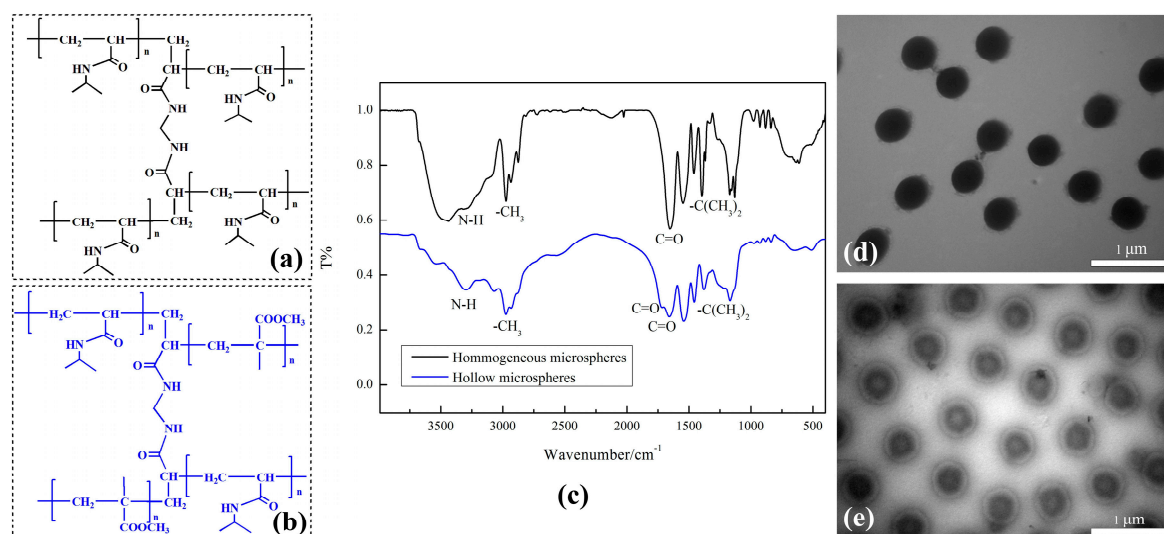 CH₂ CH CH₂
n
HN O
CH CH₂ CH
n
O HN O
NH
NH
O
CH CH₂ CH
n
CH₂ CH CH₂ HN O
n
HN O
(a)
H₂C CH CH₂ COOCH₃
n
HN O CH CH₂ C
n
O
NH
NH
O
CH H₂C CH
n
CH₂ C CH₂ HN O
n
COOCH₃
(b)
T%
1.0
0.8
0.6
0.4
0.2
0.0
N-H
-CH₃
C=O
-C(CH₃)₂
N-H
-CH₃
C=O
C=O
-C(CH₃)₂
Hommogeneous microspheres
Hollow microspheres
3500 3000 2500 2000 1500 1000 500
Wavenumber/cm⁻¹
(c)
(d)
1 μm
(e)
1 μm